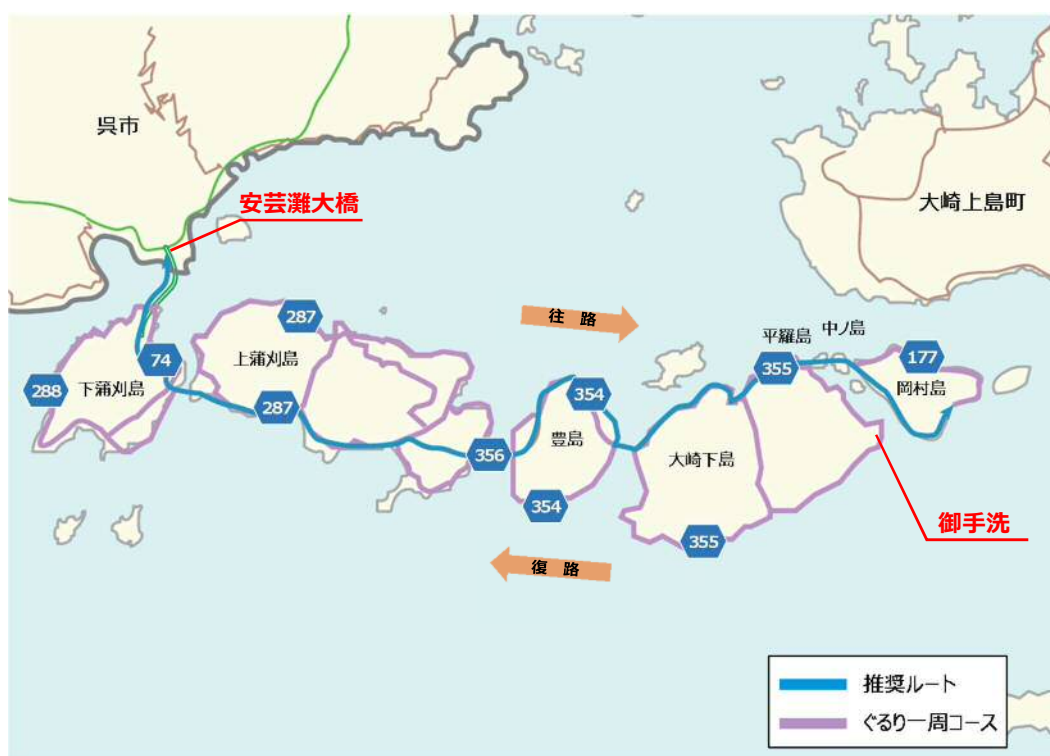 呉市
安芸灘大橋
大崎上島町
287
往 路
中ノ島
平羅島
74
上蒲刈島
355
177
288
下蒲刈島
岡村島
287
354
豊島
356
大崎下島
354
御手洗
355
復 路
推奨ルート
ぐるり一周コース